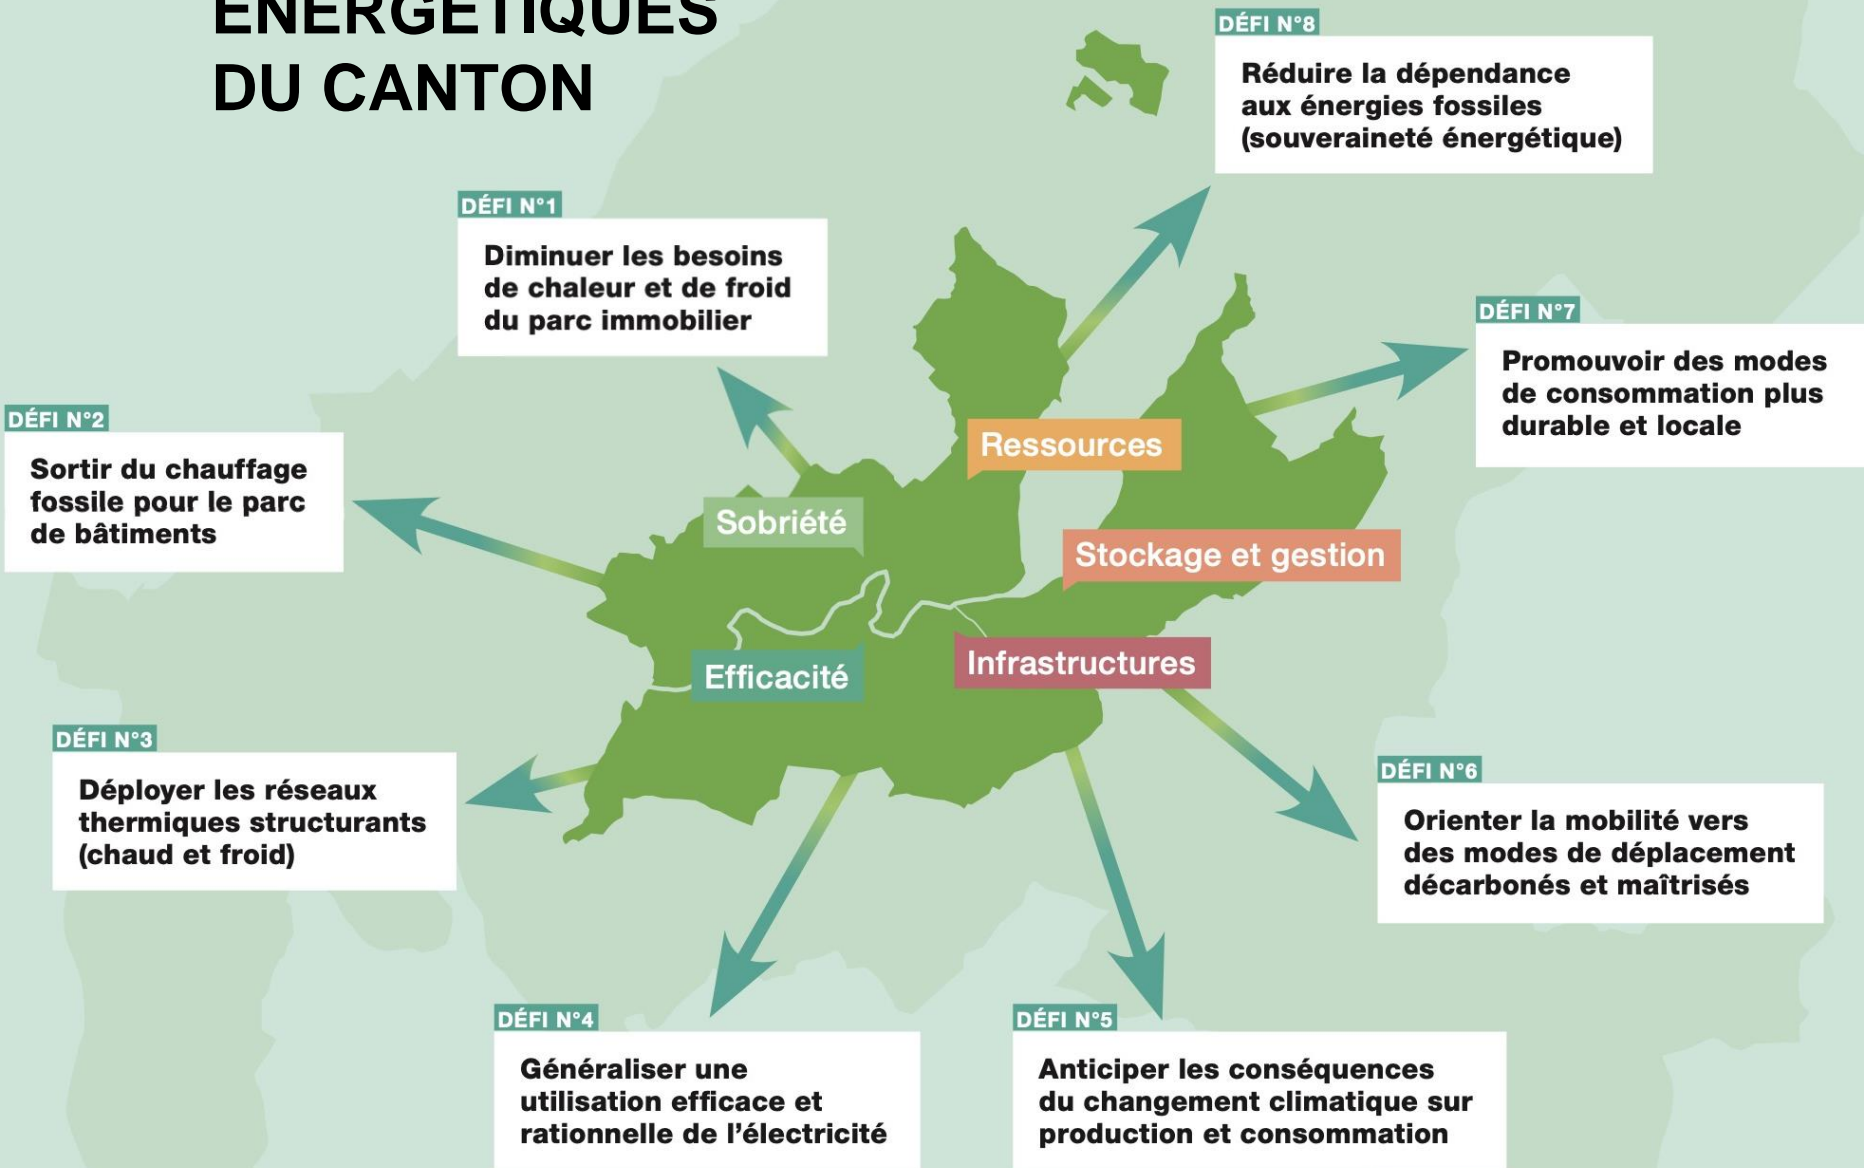 ÉNERGÉTIQUES
DU CANTON
DÉFI N°8
Réduire la dépendance
aux énergies fossiles
(souveraineté énergétique)
DÉFI N°1
Diminuer les besoins
de chaleur et de froid
du parc immobilier
DÉFI N°7
Promouvoir des modes
de consommation plus
durable et locale
DÉFI N°2
Sortir du chauffage
fossile pour le parc
de bâtiments
Ressources
Sobriété
Stockage et gestion
Efficacité
Infrastructures
DÉFI N°3
Déployer les réseaux
thermiques structurants
(chaud et froid)
DÉFI N°6
Orienter la mobilité vers
des modes de déplacement
décarbonés et maîtrisés
DÉFI N°4
Généraliser une
utilisation efficace et
rationnelle de l’électricité
DÉFI N°5
Anticiper les conséquences
du changement climatique sur
production et consommation